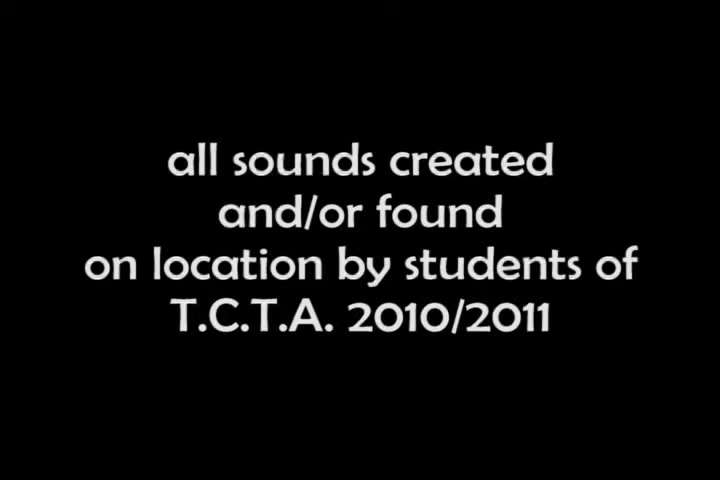 all sounds created
and/or found
on location by students of
T.C.T.A. 2010/2011